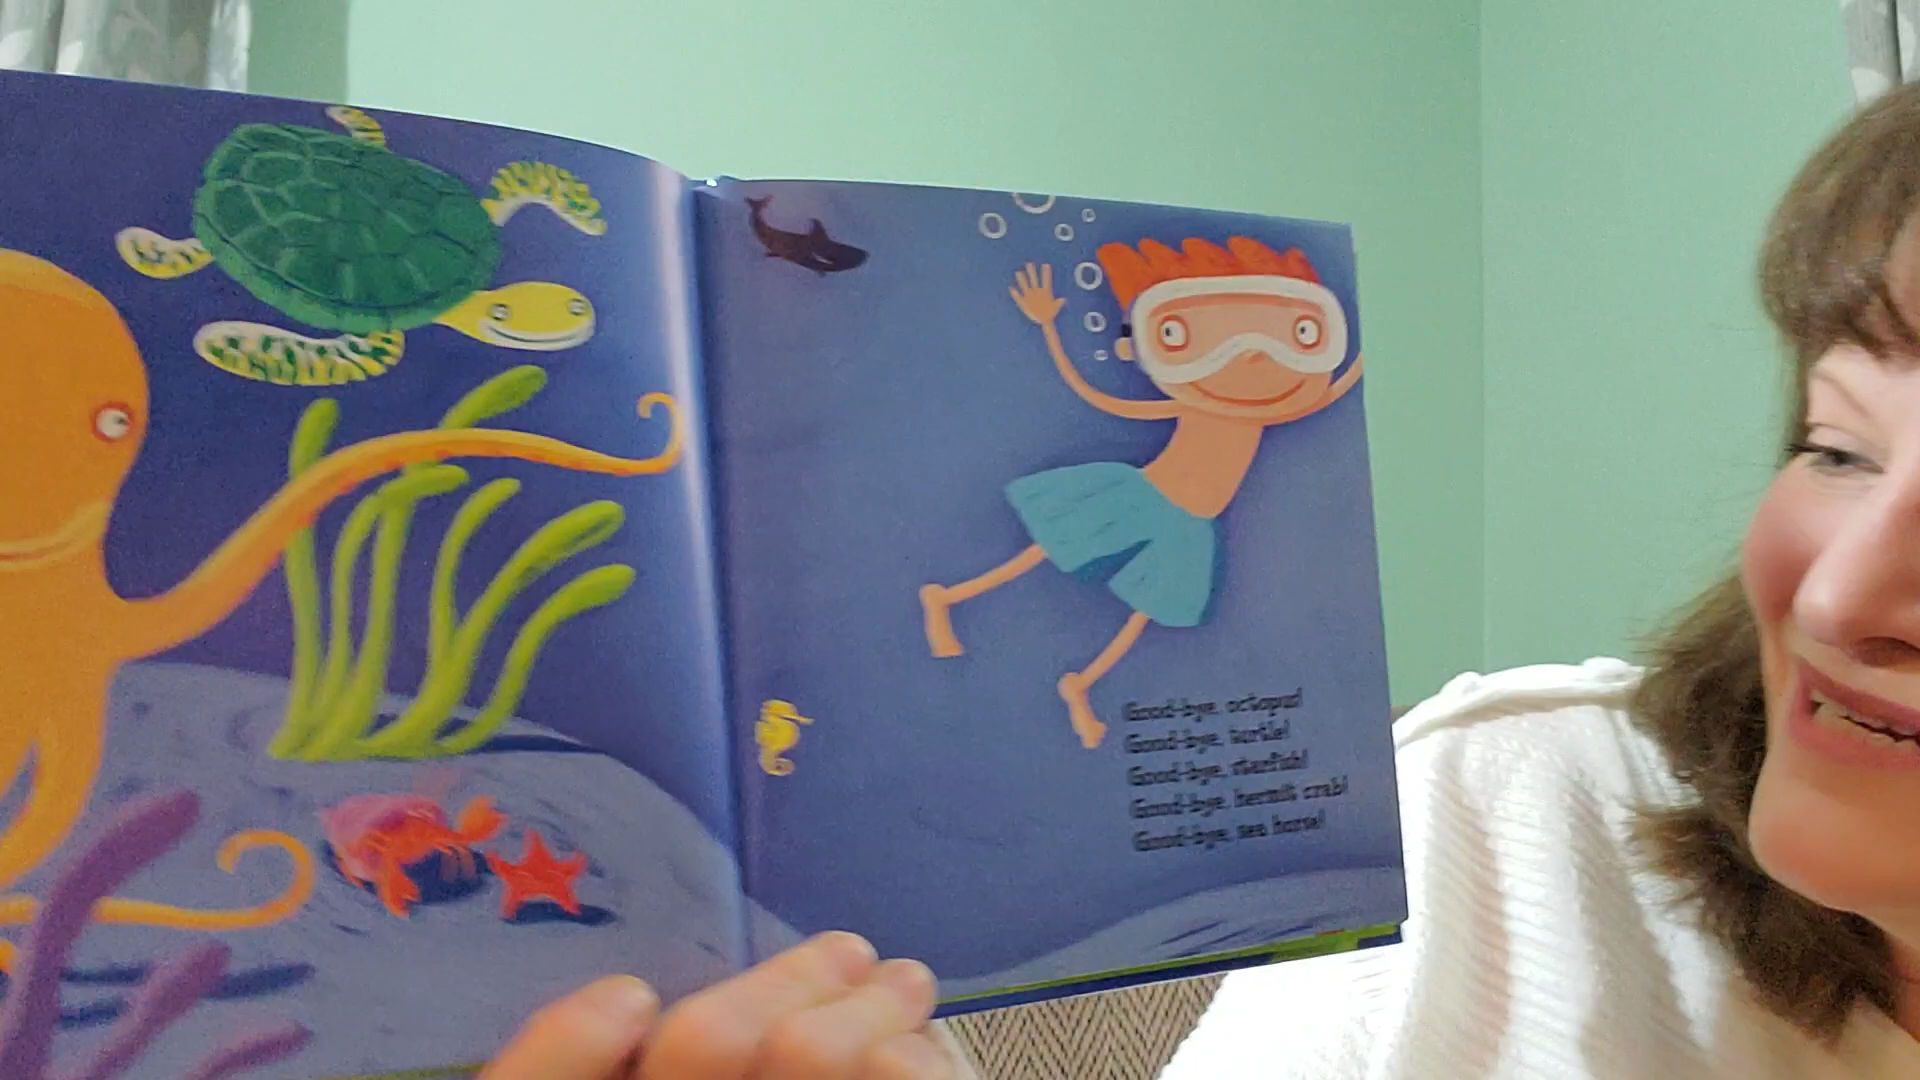 Good-bye, octopus!
Good-bye, turtle!
Good-bye, starfish!
Good-bye, hermit crab!
Good-bye, sea horse!